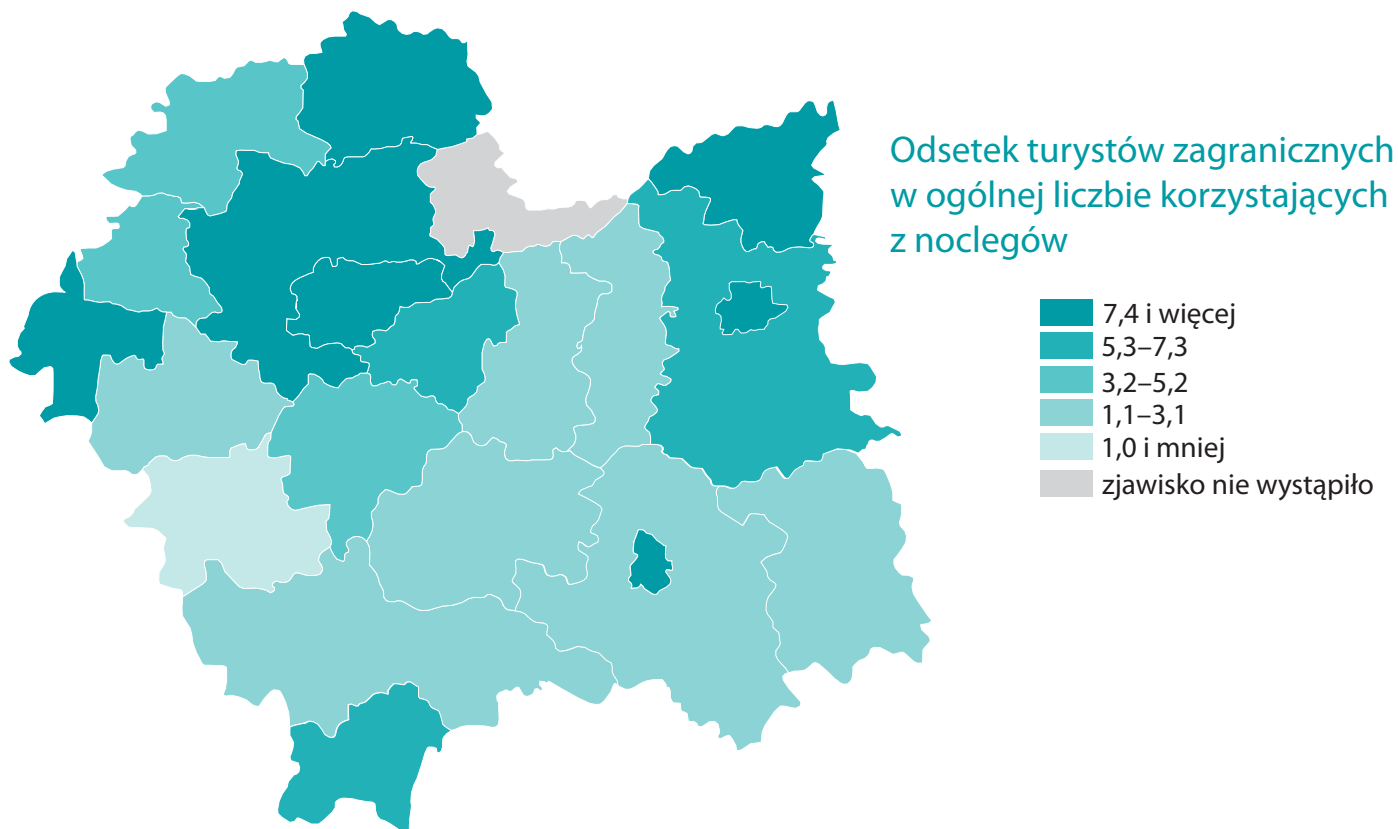 Odsetek turystów zagranicznych
w ogólnej liczbie korzystających
z noclegów
7,4 i więcej
5,3–7,3
3,2–5,2
1,1–3,1
1,0 i mniej
zjawisko nie wystąpiło